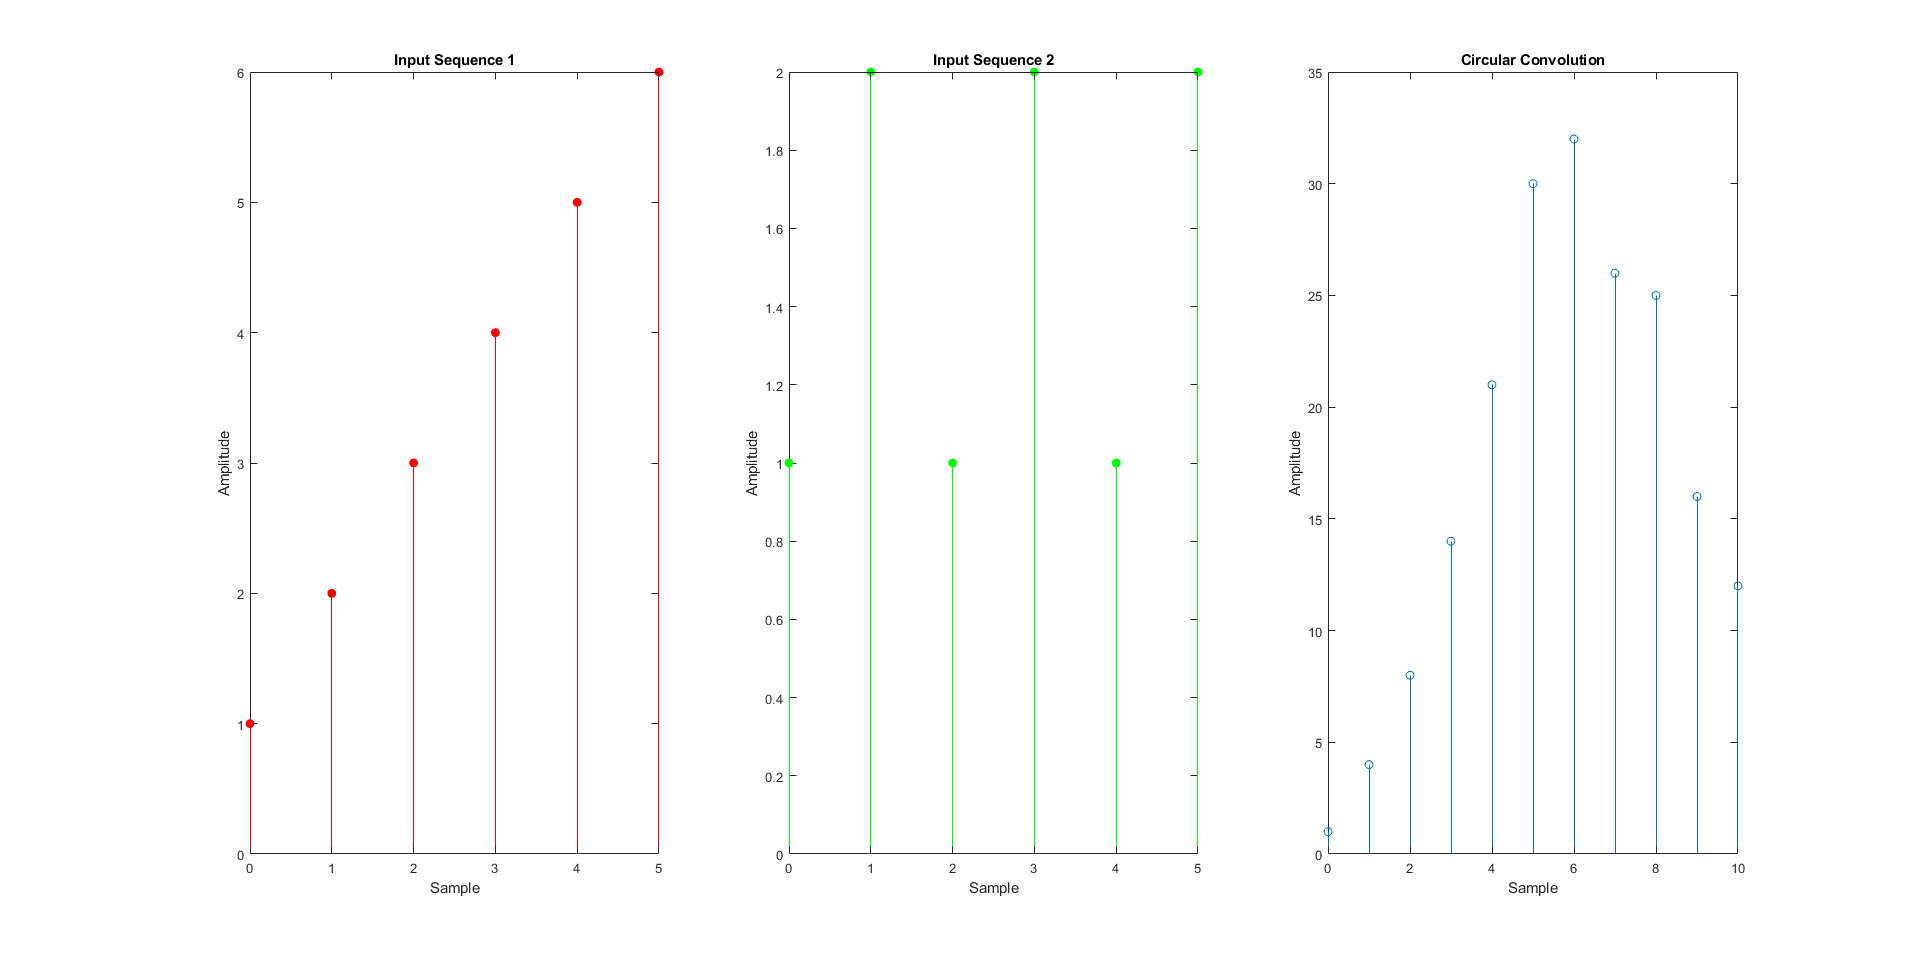 Input Sequence 1
6
5
4
3
2
1
0
0 1 2 3 4 5
Sample
Amplitude
Input Sequence 2
2
1.8
1.6
1.4
1.2
1
0.8
0.6
0.4
0.2
0
0 1 2 3 4 5
Sample
Amplitude
Circular Convolution
35
30
25
20
15
10
5
0
0 2 4 6 8 10
Sample
Amplitude